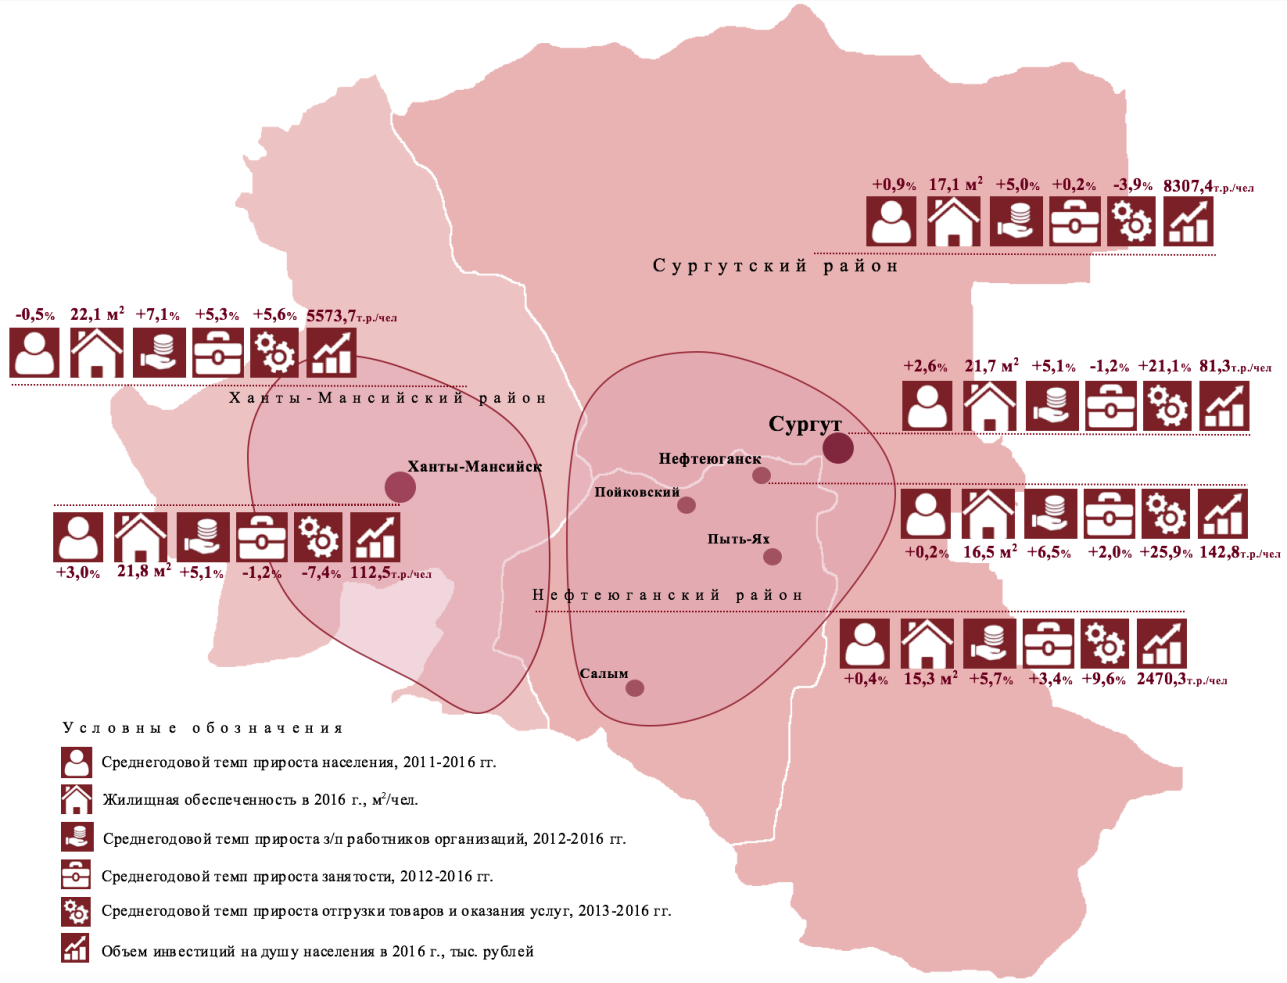 +0,9% 17,1 м² +5,0% +0,2% -3,9% 8307,4т.р./чел
Сургутский район
-0,5% 22,1 м² +7,1% +5,3% +5,6% 5573,7т.р./чел
Ханты-Мансийский район
+2,6% 21,7 м² +5,1% -1,2% +21,1% 81,3т.р./чел
Сургут
Нефтеюганск
Ханты-Мансийск
Пойковский
Пыть-Ях
+0,2% 16,5 м² +6,5% +2,0% +25,9% 142,8т.р./чел
+3,0% 21,8 м² +5,1% -1,2% -7,4% 112,5т.р./чел
Нефтеюганский район
Салым
+0,4% 15,3 м² +5,7% +3,4% +9,6% 2470,3т.р./чел
Условные обозначения
Среднегодовой темп прироста населения, 2011-2016 гг.
Жилищная обеспеченность в 2016 г., м²/чел.
Среднегодовой темп прироста з/п работников организаций, 2012-2016 гг.
Среднегодовой темп прироста занятости, 2012-2016 гг.
Среднегодовой темп прироста отгрузки товаров и оказания услуг, 2013-2016 гг.
Объем инвестиций на душу населения в 2016 г., тыс. рублей